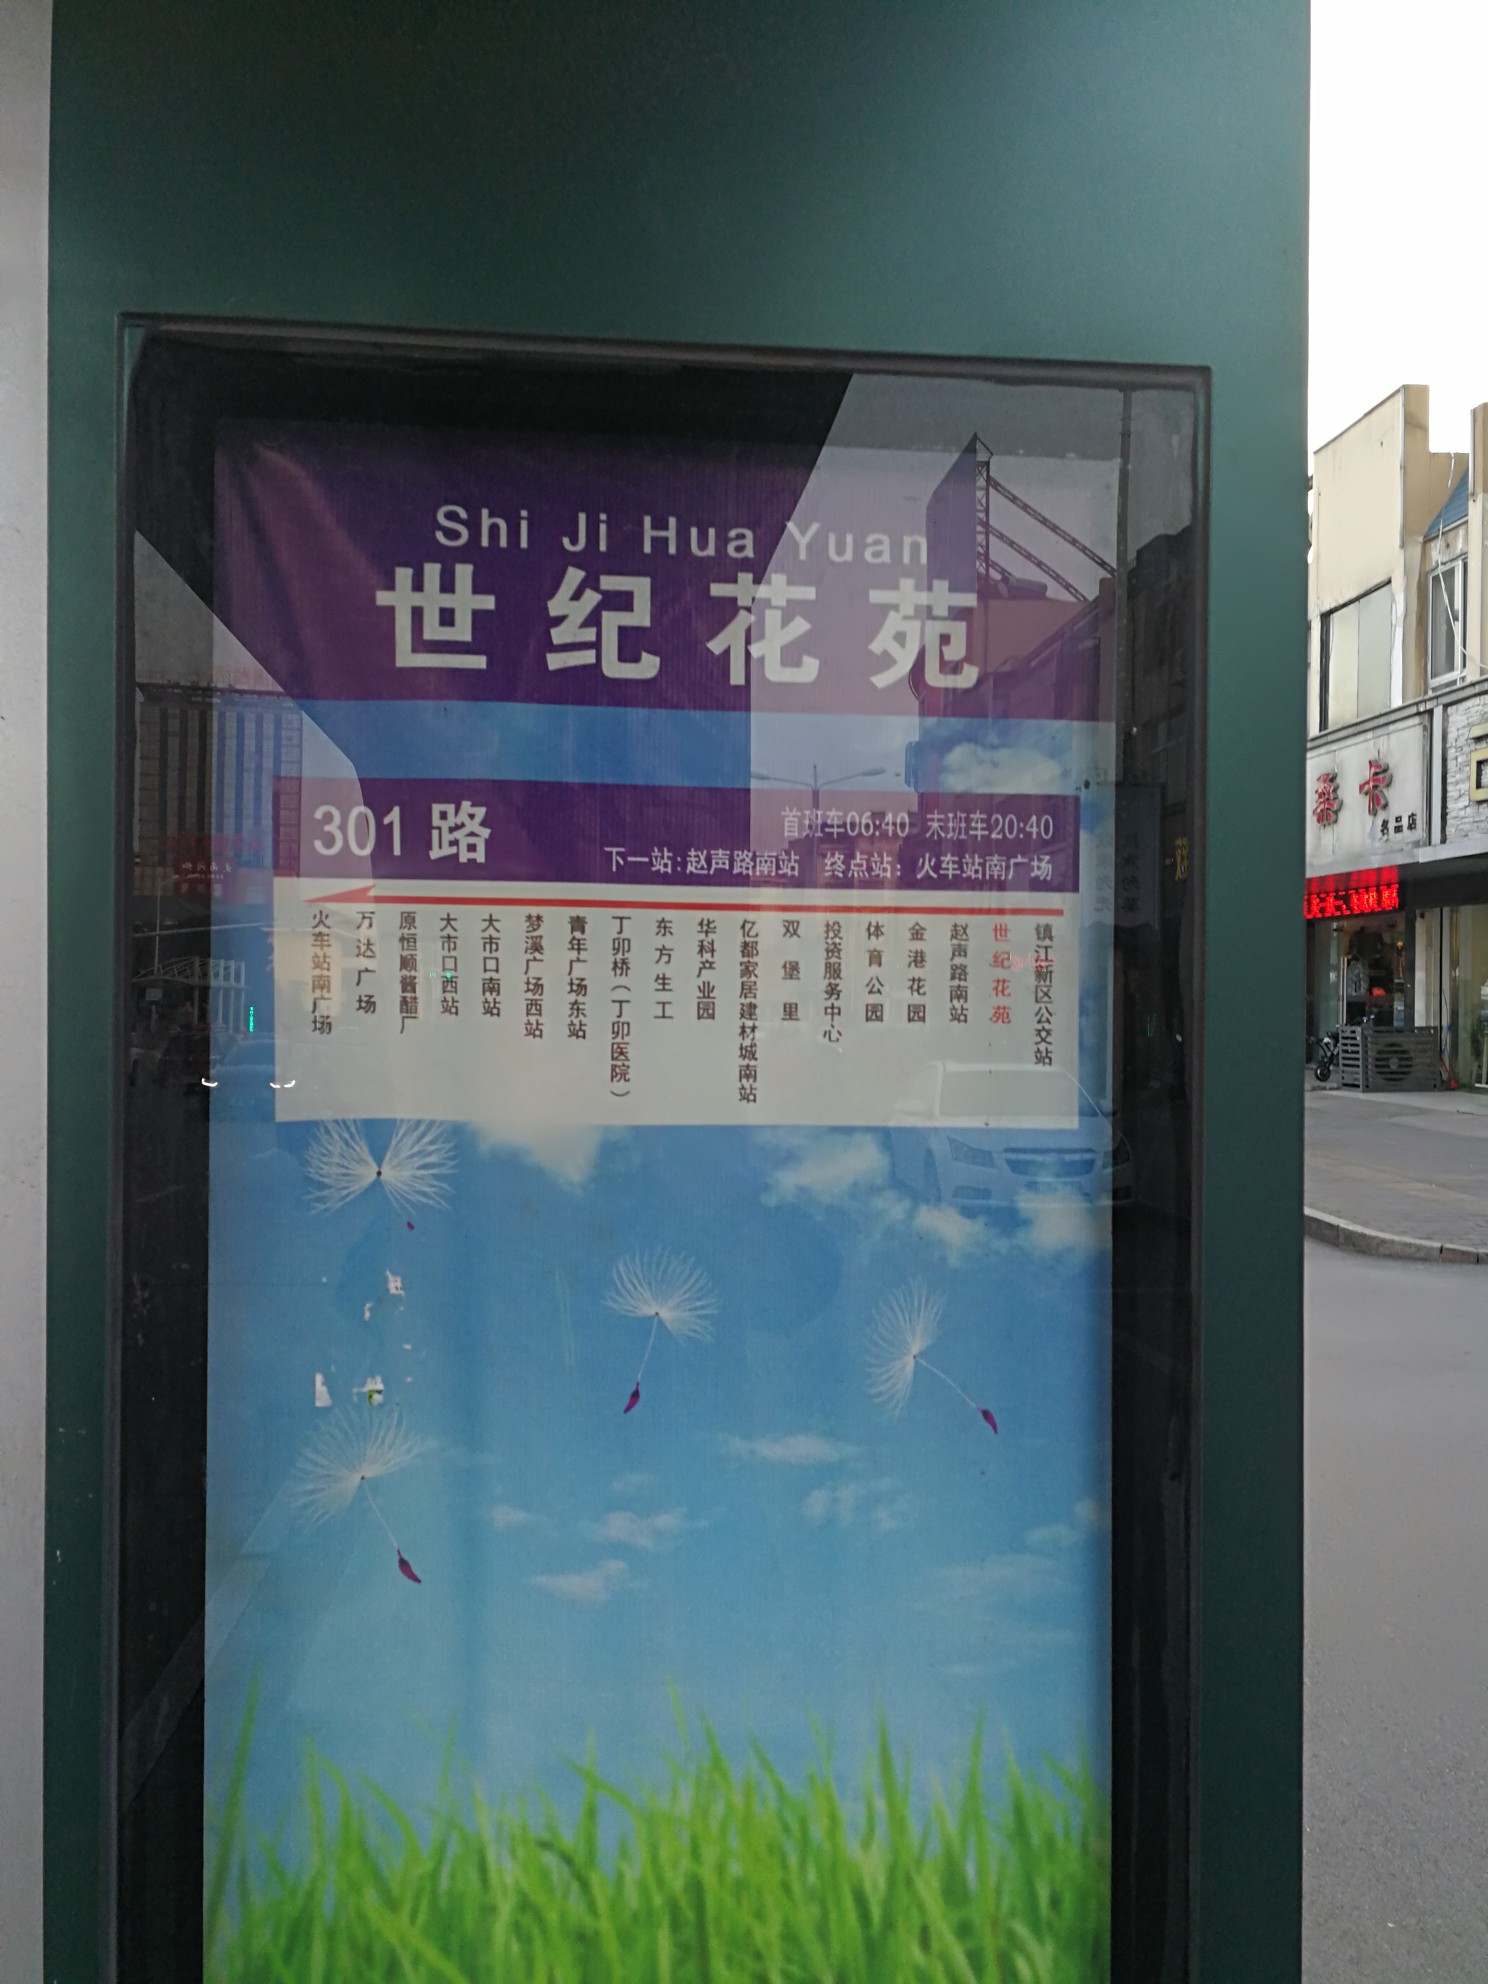 Shi Ji Hua Yuan
世纪花苑
301路
首班车06:40 末班车20:40
下一站:赵声路南站 终点站：火车站南广场
火车站南广场
万达广场
原恒顺酱醋厂
大市口西站
大市口南站
梦溪广场西站
青年广场东站
丁卯桥（丁卯医院）
东方生工
华科产业园
亿都家居建材城南站
双堡里
投资服务中心
体育公园
金港花园
赵声路南站
世纪花苑
镇江新区公交站
卡
名品店